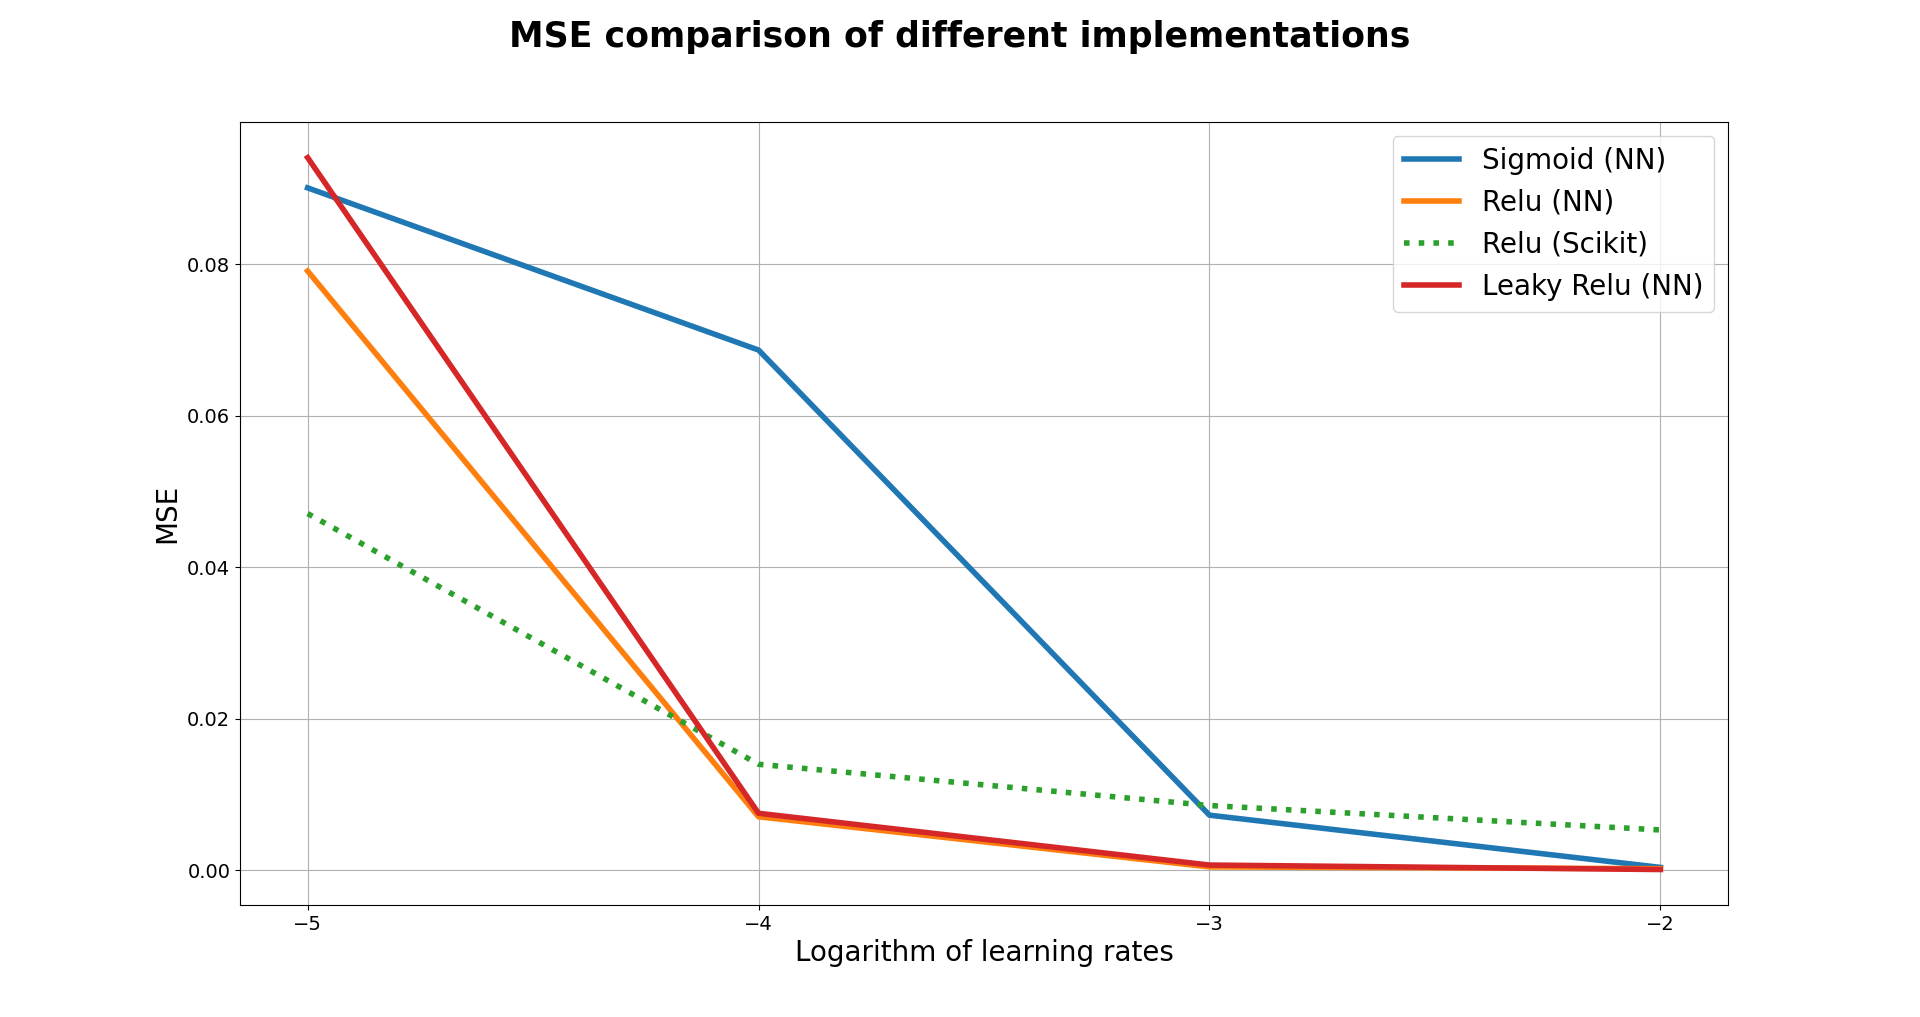 MSE comparison of different implementations
Sigmoid (NN)
Relu (NN)
Relu (Scikit)
Leaky Relu (NN)
0.08
0.06
0.04
0.02
0.00
MSE
−5
−4
−3
−2
Logarithm of learning rates